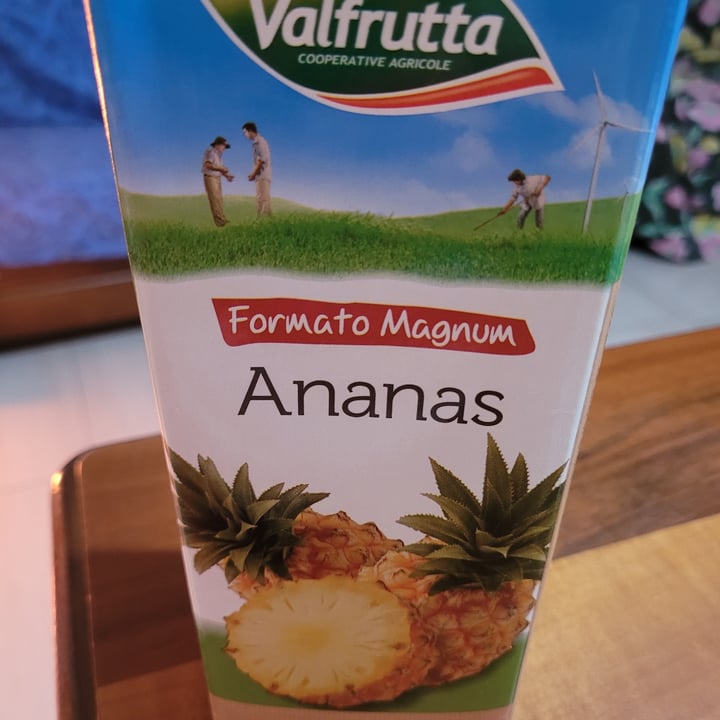 Valfrutta
COOPERATIVE AGRICOLE
Formato Magnum
Ananas